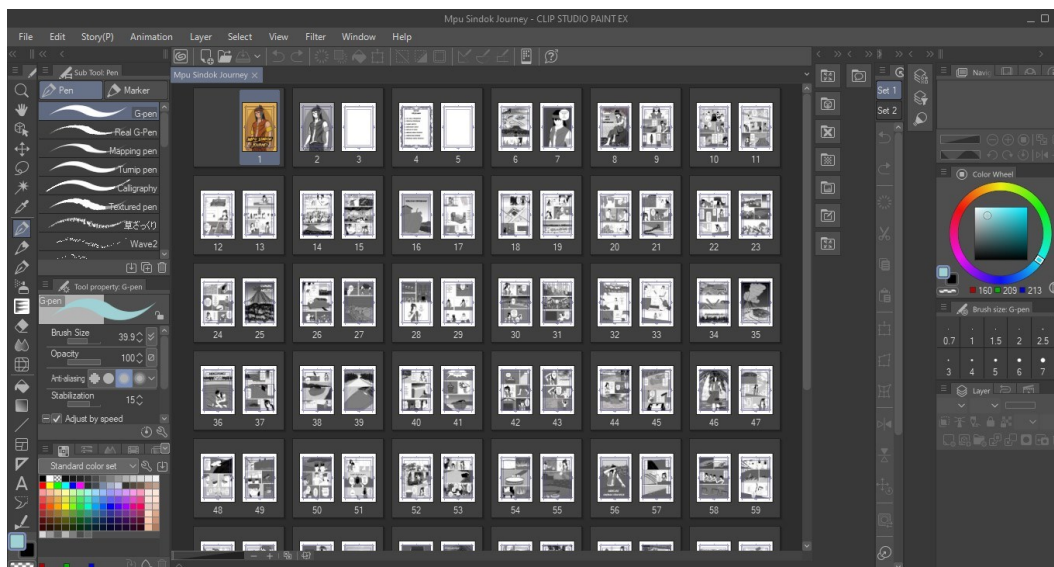 Mpu Sindok Journey - CLIP STUDIO PAINT EX
File Edit Story(P) Animation Layer Select View Filter Window Help
Sub Tool: Pen
Mpu Sindok Journey
Pen Marker
G-pen
Real G-Pen
Mapping pen
Turnip pen
Calligraphy
Textured pen
草ざっくり
Wave2
Tool property: G-pen
G-pen
Brush Size 39.9
Opacity 100
Anti-aliasing
Stabilization 15
Adjust by speed
Standard color set
1 2 3 4 5 6 7 8 9 10 11
12 13 14 15 16 17 18 19 20 21 22 23
24 25 26 27 28 29 30 31 32 33 34 35
36 37 38 39 40 41 42 43 44 45 46 47
48 49 50 51 52 53 54 55 56 57 58 59
Set 1
Set 2
Navig
Color Wheel
160 209 213
Brush size: G-pen
0.7 1 1.5 2 2.5
3 4 5 6 7
Layer